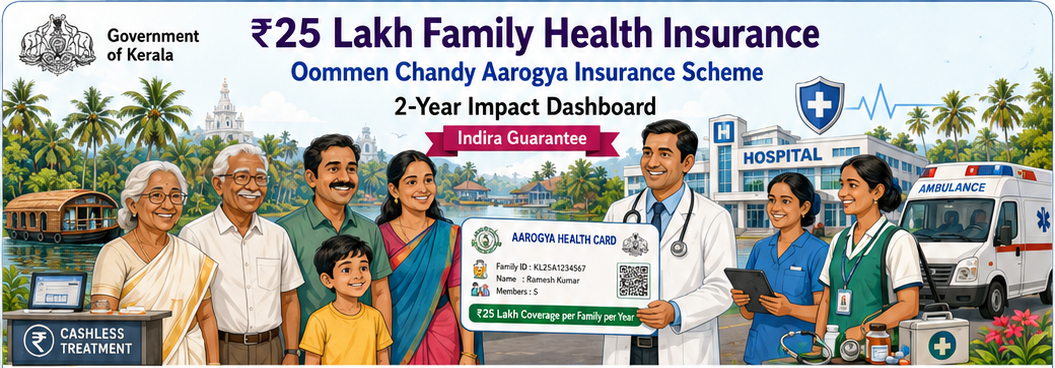 Government
of Kerala
₹25 Lakh Family Health Insurance
Oommen Chandy Aarogya Insurance Scheme
2-Year Impact Dashboard
Indira Guarantee
H
HOSPITAL
AMBULANCE
AAROGYA HEALTH CARD
Family ID : KL25A1234567
Name : Ramesh Kumar
Members : 5
₹25 Lakh Coverage per Family per Year
₹ CASHLESS
TREATMENT